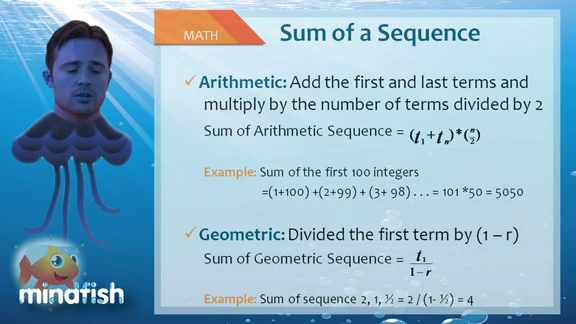 MATH
Sum of a Sequence
✓ Arithmetic: Add the first and last terms and
multiply by the number of terms divided by 2
Sum of Arithmetic Sequence = (t₁+tₙ)*(n/2)
Example: Sum of the first 100 integers
=(1+100) +(2+99) + (3+ 98) . . . = 101 *50 = 5050
✓ Geometric: Divided the first term by (1 – r)
Sum of Geometric Sequence = t₁/(1−r)
Example: Sum of sequence 2, 1, ½ = 2 / (1- ½) = 4
mindfish